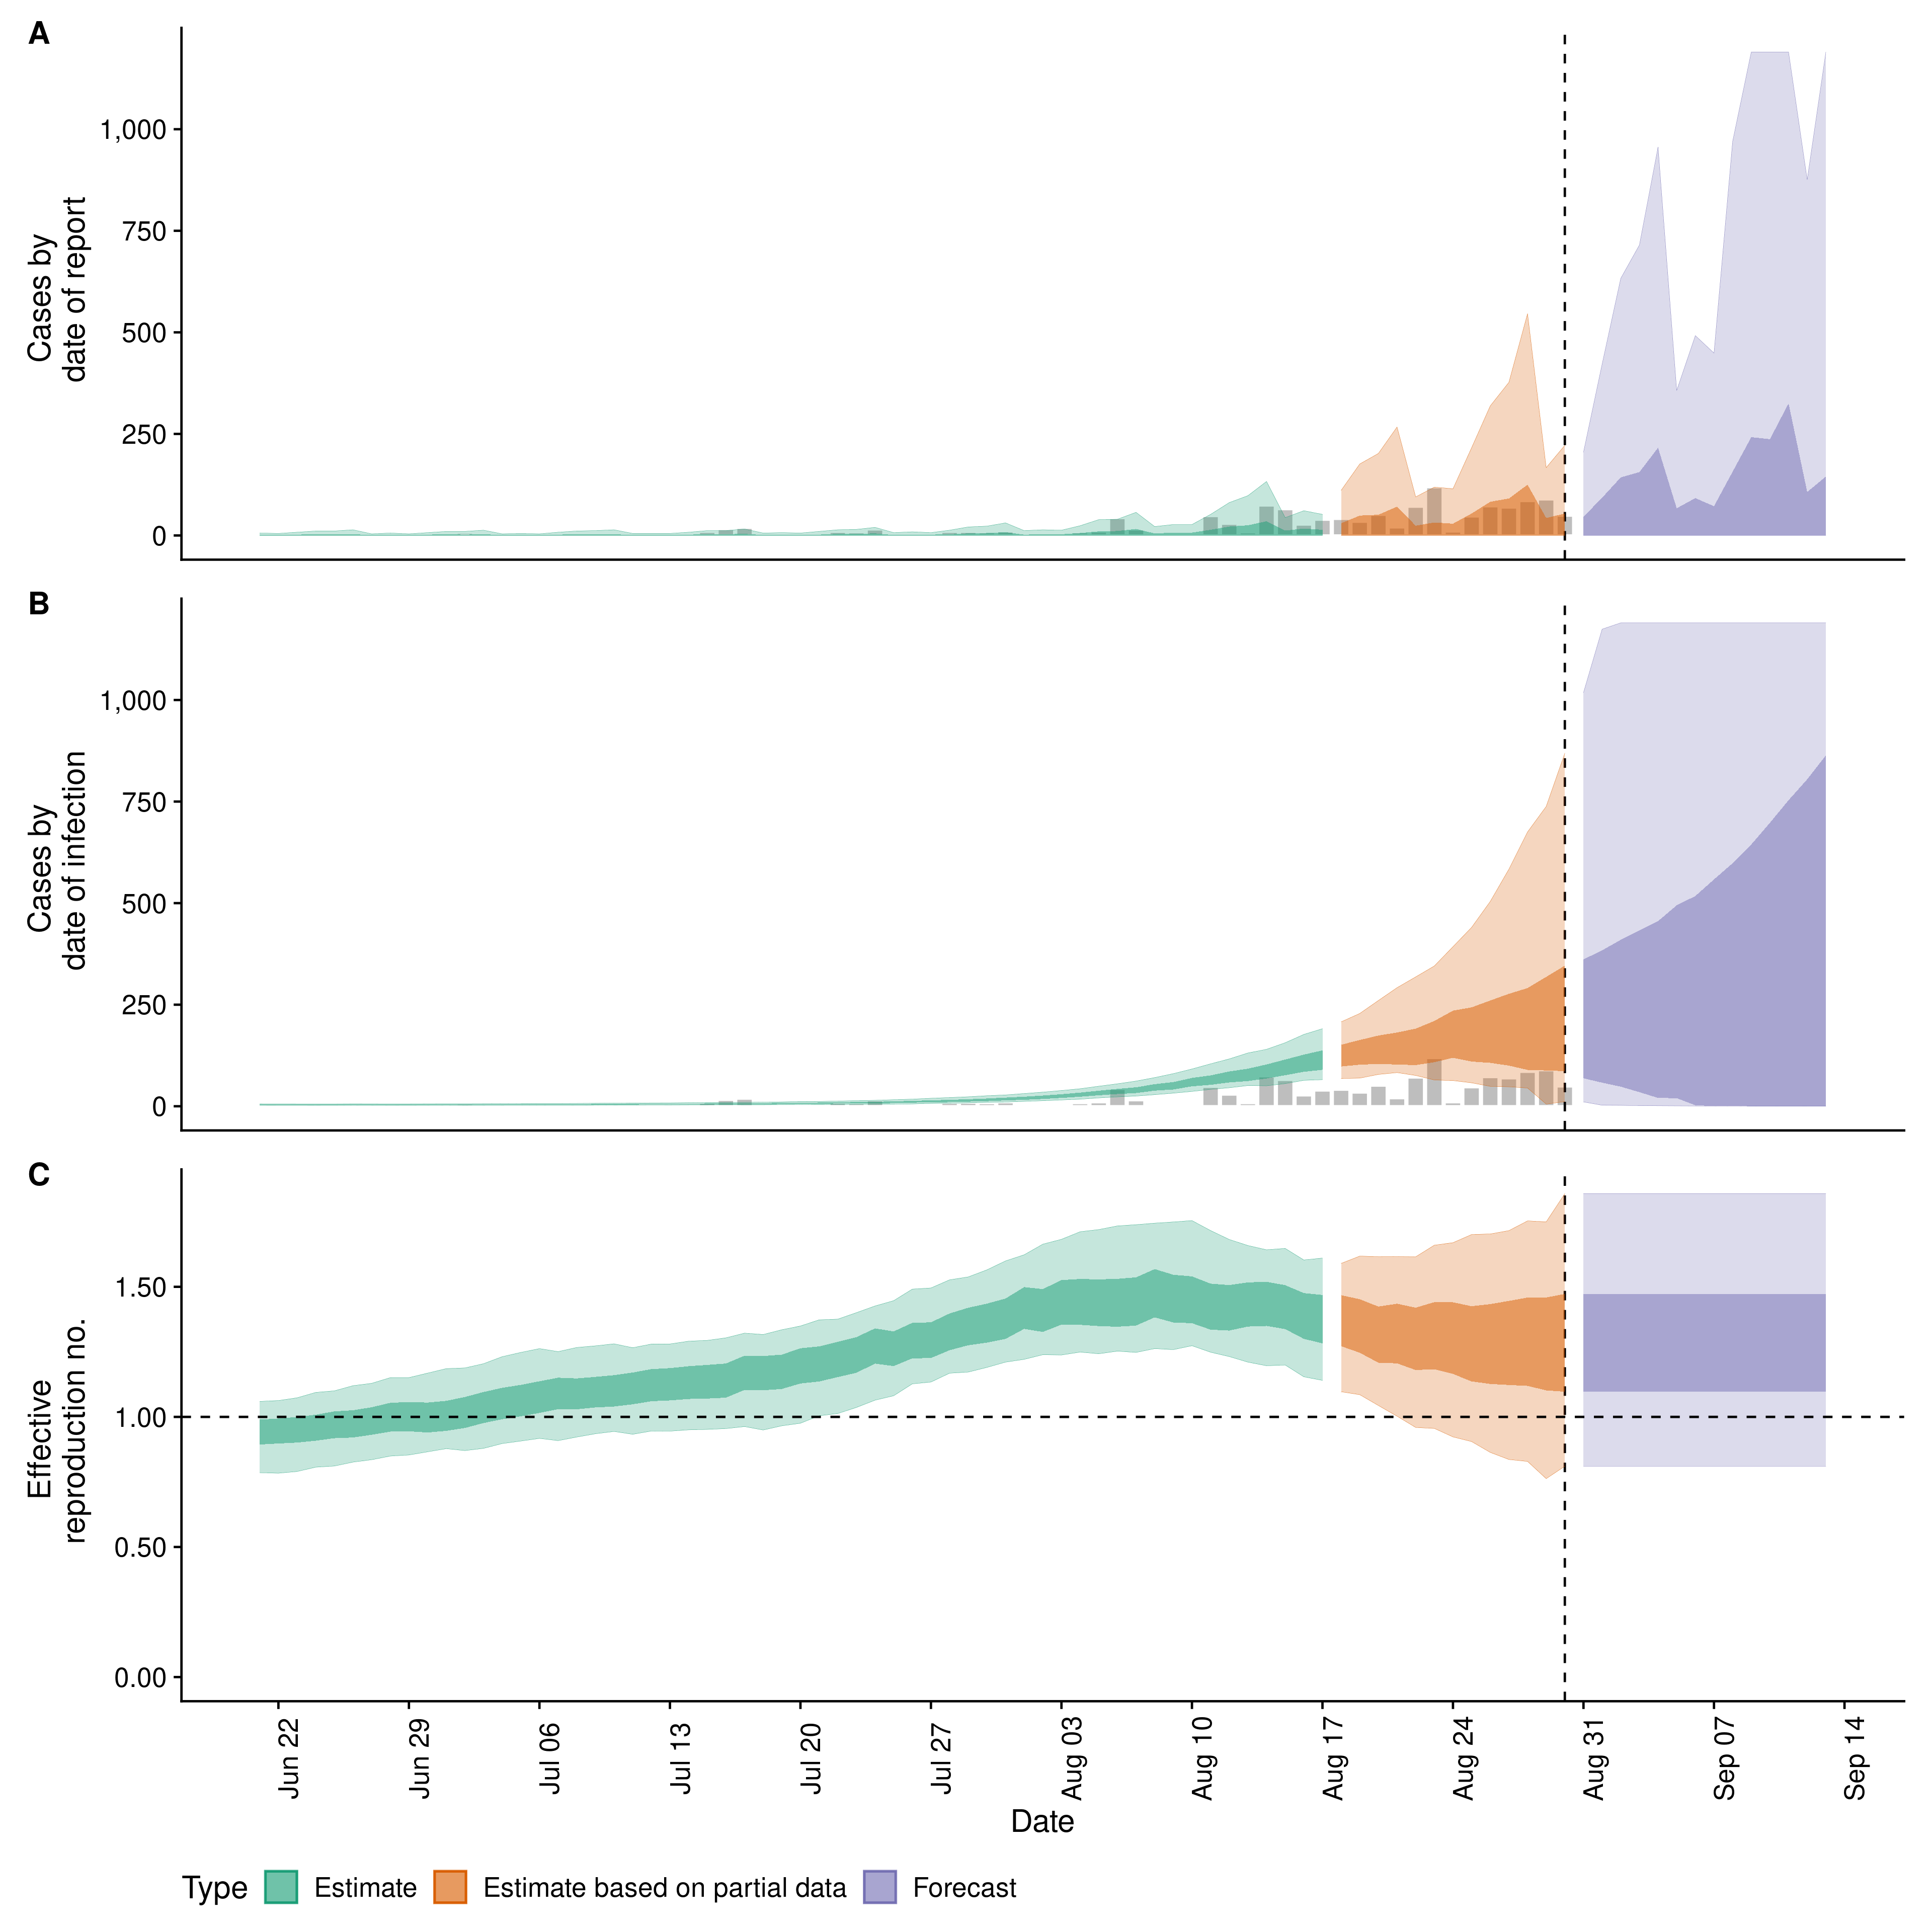 A
Cases by
date of report
1,000
750
500
250
0
B
Cases by
date of infection
1,000
750
500
250
0
C
Effective
reproduction no.
1.50
1.00
0.50
0.00
Jun 22
Jun 29
Jul 06
Jul 13
Jul 20
Jul 27
Aug 03
Aug 10
Aug 17
Aug 24
Aug 31
Sep 07
Sep 14
Date
Type Estimate Estimate based on partial data Forecast